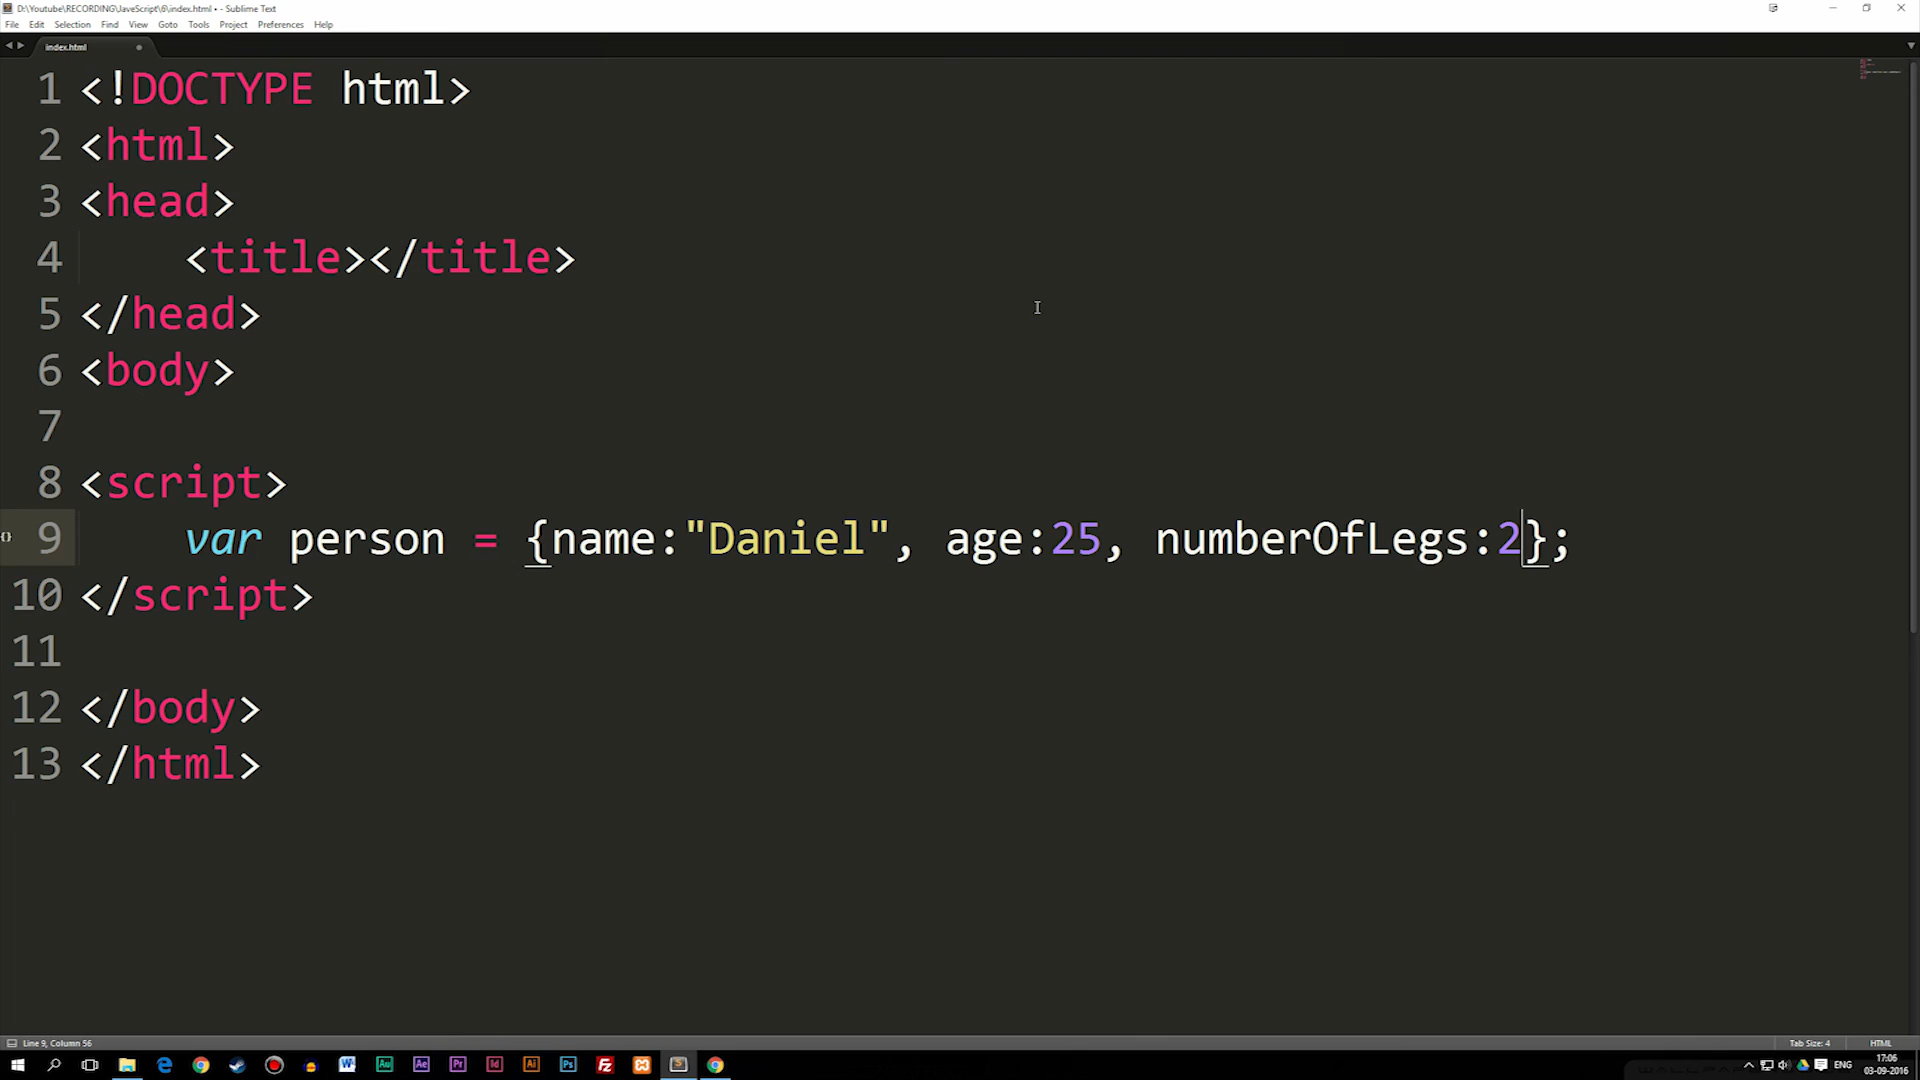 D:\Youtube\RECORDING\JaveScript\6\index.html • - Sublime Text
File Edit Selection Find View Goto Tools Project Preferences Help
index.html
1 <!DOCTYPE html>
2 <html>
3 <head>
4 <title></title>
5 </head>
6 <body>
7
8 <script>
9 var person = {name:"Daniel", age:25, numberOfLegs:2};
10 </script>
11
12 </body>
13 </html>
Line 9, Column 56
Tab Size: 4
HTML
ENG
17:06
03-09-2016